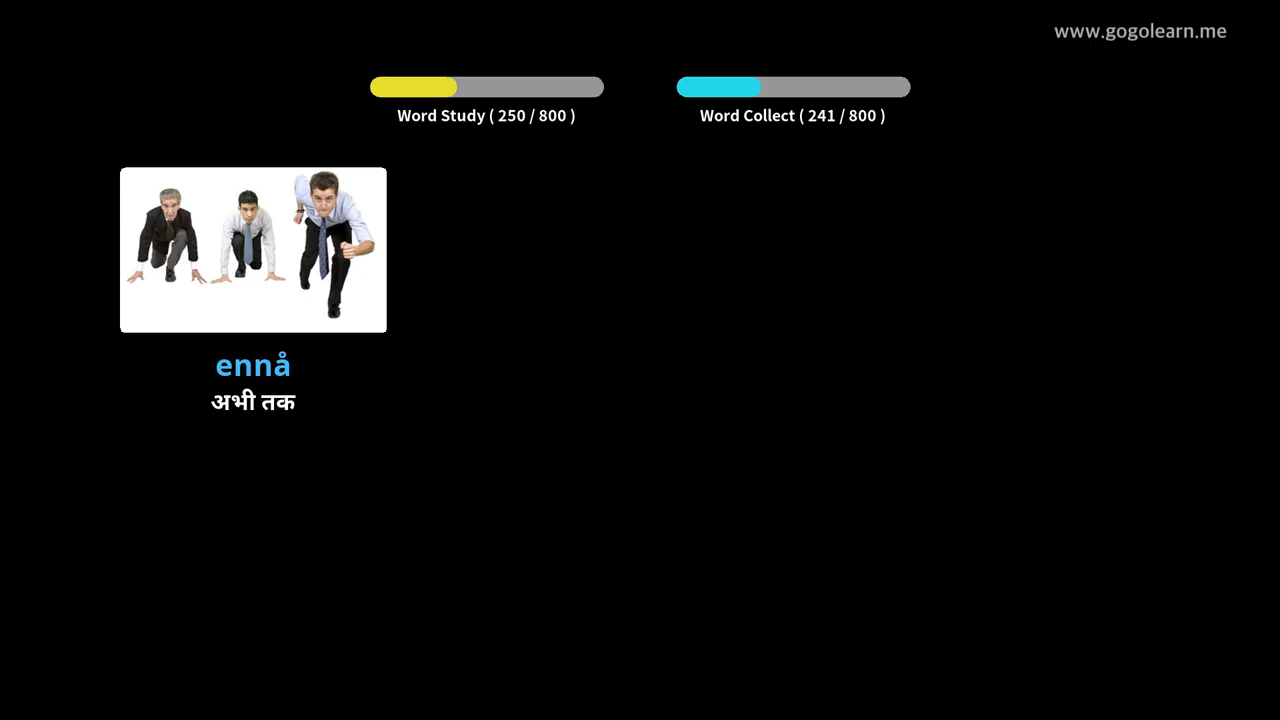 www.gogolearn.me
Word Study ( 250 / 800 )
Word Collect ( 241 / 800 )
ennå
अभी तक